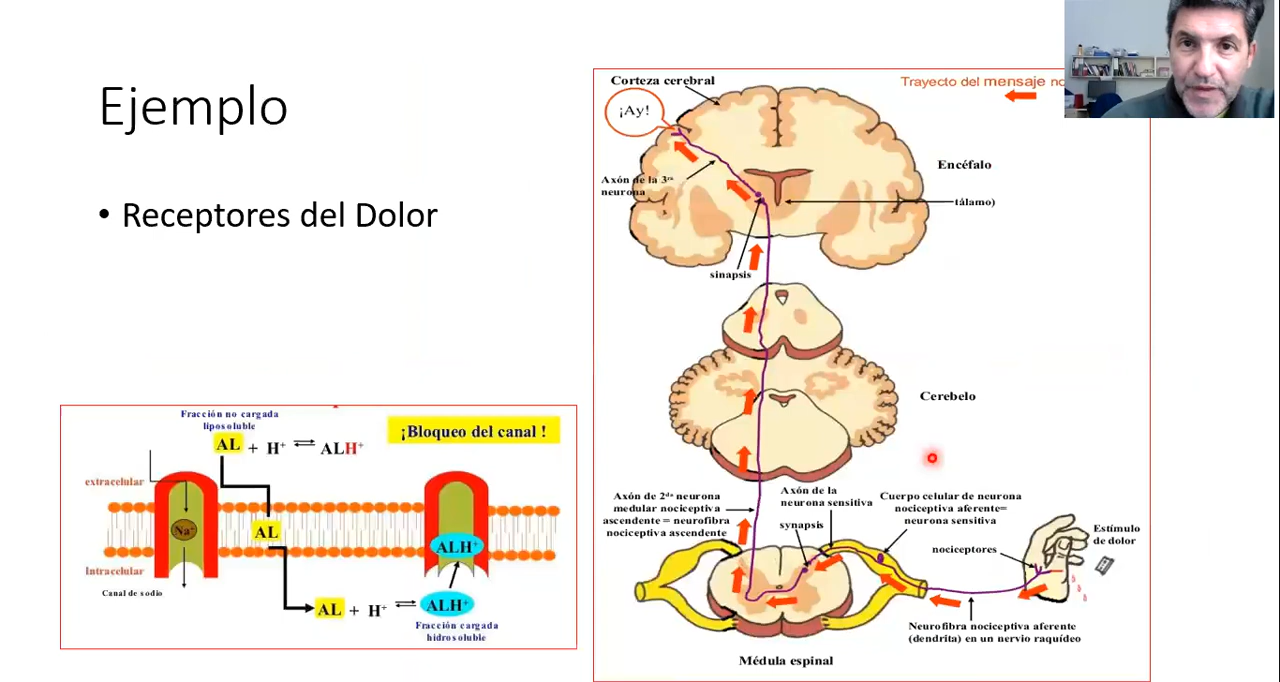 Ejemplo
• Receptores del Dolor
Fracción no cargada
liposoluble
AL + H⁺ ⇌ ALH⁺
¡Bloqueo del canal !
extracelular
Na⁺
AL
ALH⁺
Intracelular
Canal de sodio
AL + H⁺ ⇌ ALH⁺
Fracción cargada
hidrosoluble
Corteza cerebral
Trayecto del mensaje
¡Ay!
Encéfalo
Axón de la 3ʳᵃ
neurona
tálamo)
sinapsis
Cerebelo
Axón de 2ᵈᵃ neurona
medular nociceptiva
ascendente = neurofibra
nociceptiva ascendente
Axón de la
neurona sensitiva
synapsis
Cuerpo celular de neurona
nociceptiva aferente=
neurona sensitiva
nociceptores
Estímulo
de dolor
Neurofibra nociceptiva aferente
(dendrita) en un nervio raquídeo
Médula espinal